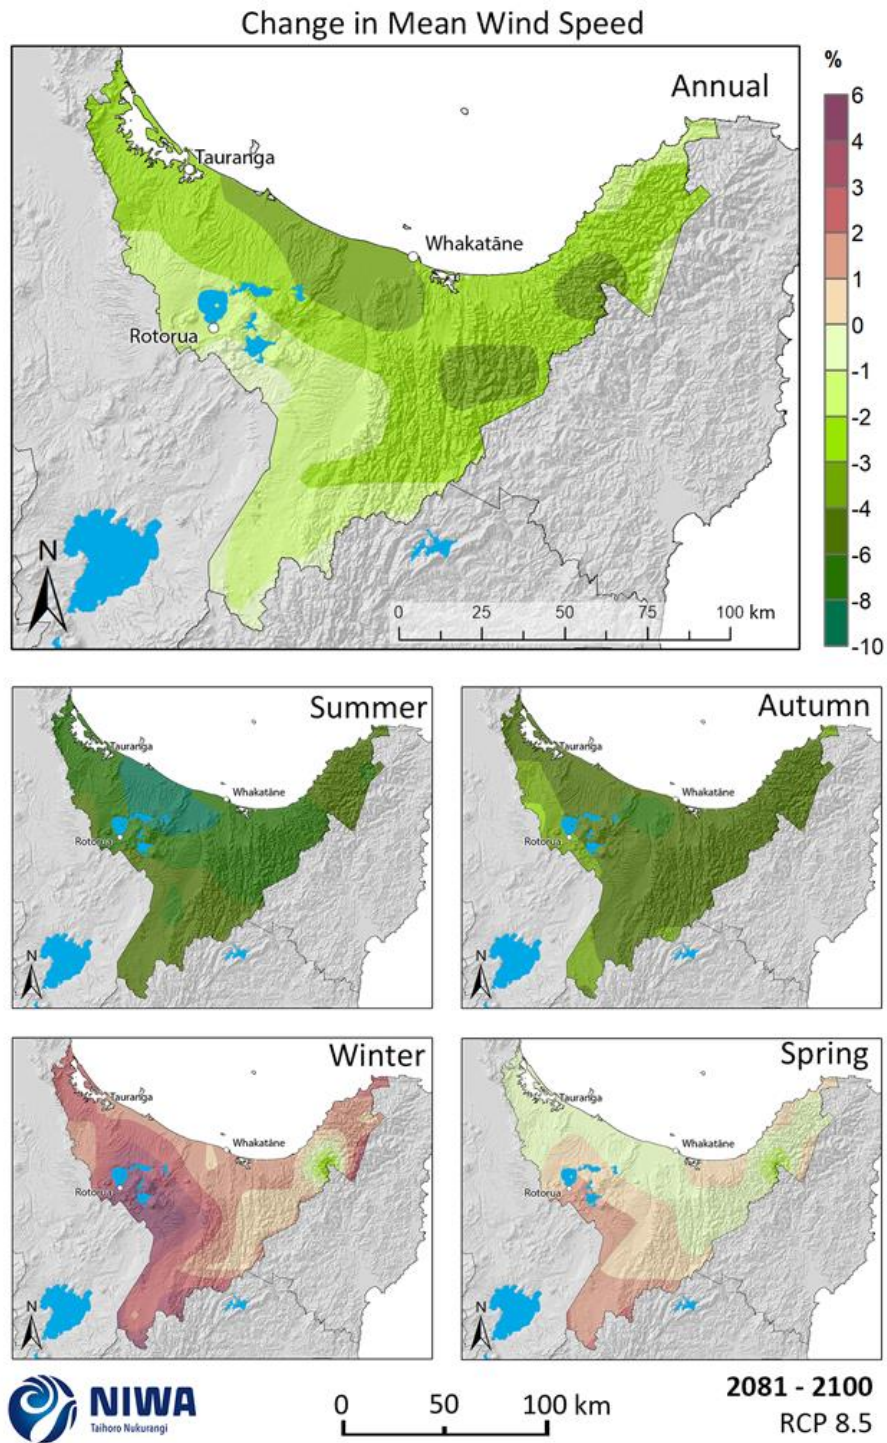 Change in Mean Wind Speed
Annual
%
6
4
3
2
1
0
-1
-2
-3
-4
-6
-8
-10
Tauranga
Whakatāne
Rotorua
N
0 25 50 75 100 km
Summer
Tauranga
Whakatāne
Rotorua
N
Autumn
Tauranga
Whakatāne
Rotorua
N
Winter
Tauranga
Whakatāne
Rotorua
N
Spring
Tauranga
Whakatāne
Rotorua
N
NIWA
Taihoro Nukurangi
0 50 100 km
2081 - 2100
RCP 8.5